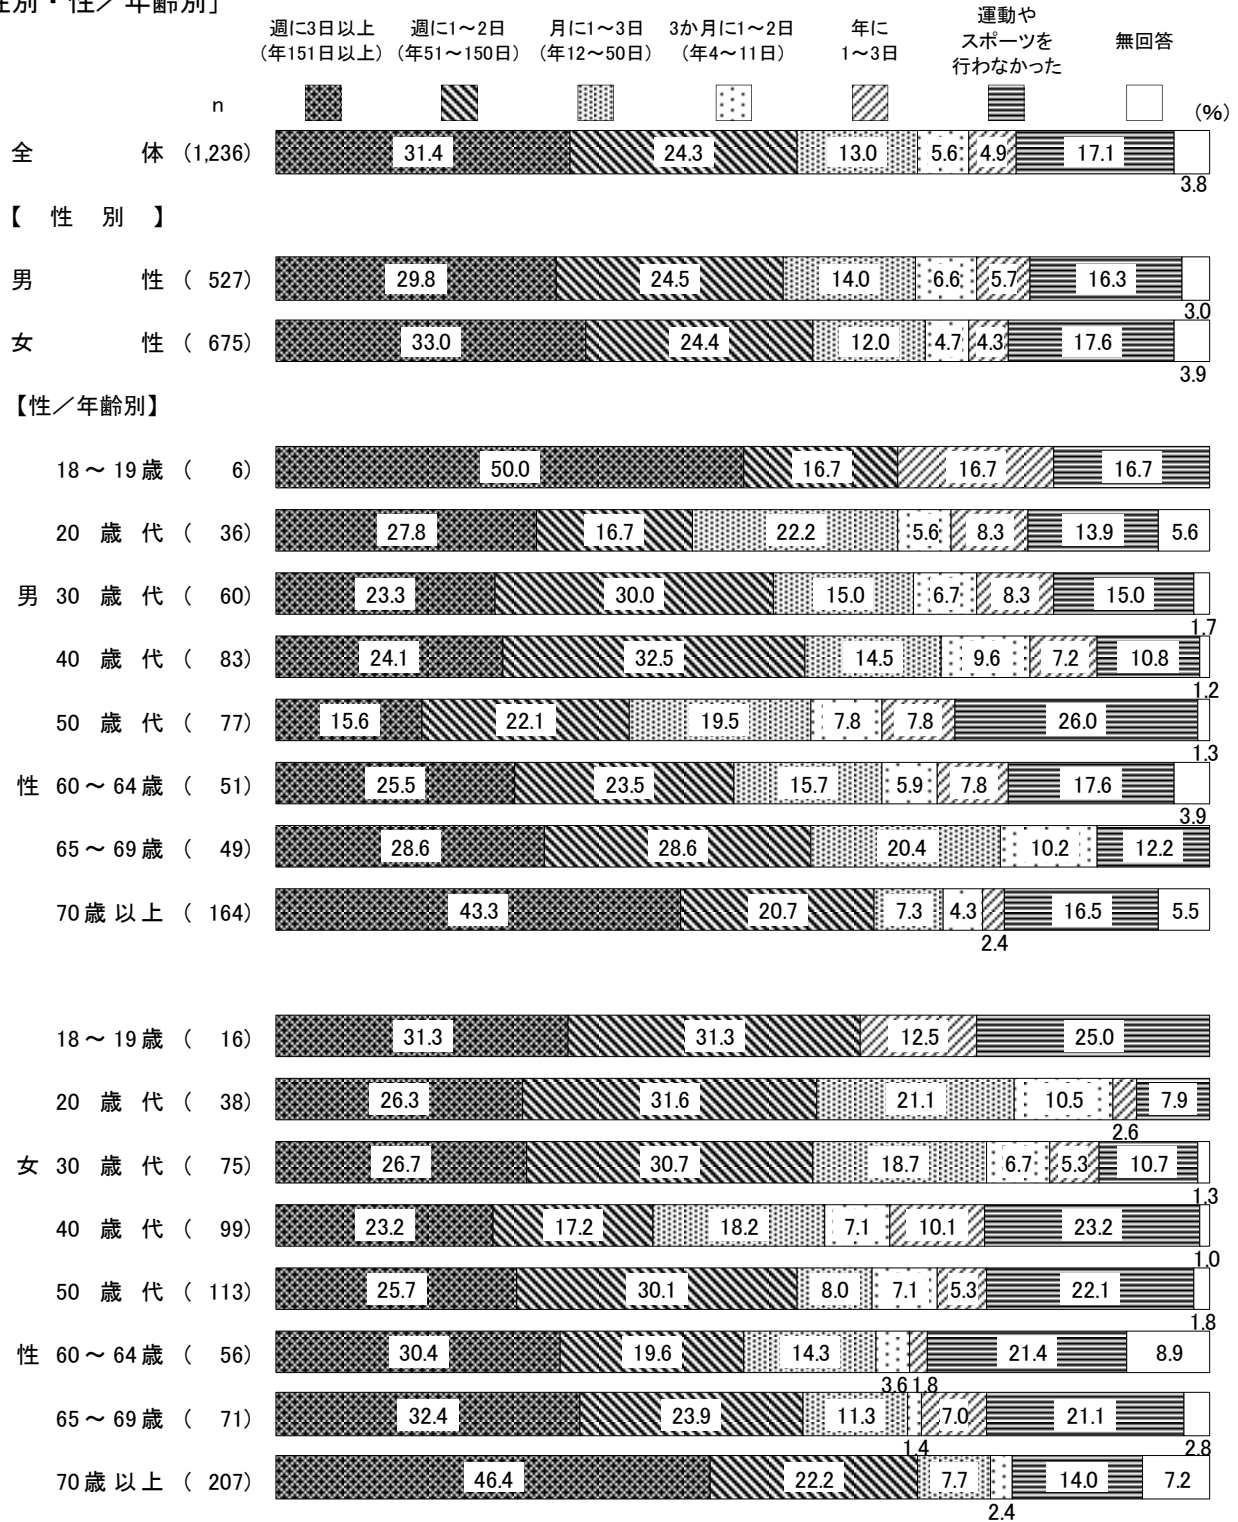 性別・性／年齢別］
週に3日以上
（年151日以上）
週に1～2日
（年51～150日）
月に1～3日
（年12～50日）
3か月に1～2日
（年4～11日）
年に
1～3日
運動や
スポーツを
行わなかった
無回答
n
(%)
全体 (1,236) 31.4 24.3 13.0 5.6 4.9 17.1 3.8
【性別】
男性 ( 527) 29.8 24.5 14.0 6.6 5.7 16.3 3.0
女性 ( 675) 33.0 24.4 12.0 4.7 4.3 17.6 3.9
【性／年齢別】
18～19歳 ( 6) 50.0 16.7 16.7 16.7
20歳代 ( 36) 27.8 16.7 22.2 5.6 8.3 13.9 5.6
男 30歳代 ( 60) 23.3 30.0 15.0 6.7 8.3 15.0 1.7
40歳代 ( 83) 24.1 32.5 14.5 9.6 7.2 10.8 1.2
50歳代 ( 77) 15.6 22.1 19.5 7.8 7.8 26.0 1.3
性 60～64歳 ( 51) 25.5 23.5 15.7 5.9 7.8 17.6 3.9
65～69歳 ( 49) 28.6 28.6 20.4 10.2 12.2
70歳以上 ( 164) 43.3 20.7 7.3 4.3 2.4 16.5 5.5
18～19歳 ( 16) 31.3 31.3 12.5 25.0
20歳代 ( 38) 26.3 31.6 21.1 10.5 2.6 7.9
女 30歳代 ( 75) 26.7 30.7 18.7 6.7 5.3 10.7 1.3
40歳代 ( 99) 23.2 17.2 18.2 7.1 10.1 23.2 1.0
50歳代 ( 113) 25.7 30.1 8.0 7.1 5.3 22.1 1.8
性 60～64歳 ( 56) 30.4 19.6 14.3 3.6 1.8 21.4 8.9
65～69歳 ( 71) 32.4 23.9 11.3 1.4 7.0 21.1 2.8
70歳以上 ( 207) 46.4 22.2 7.7 2.4 14.0 7.2